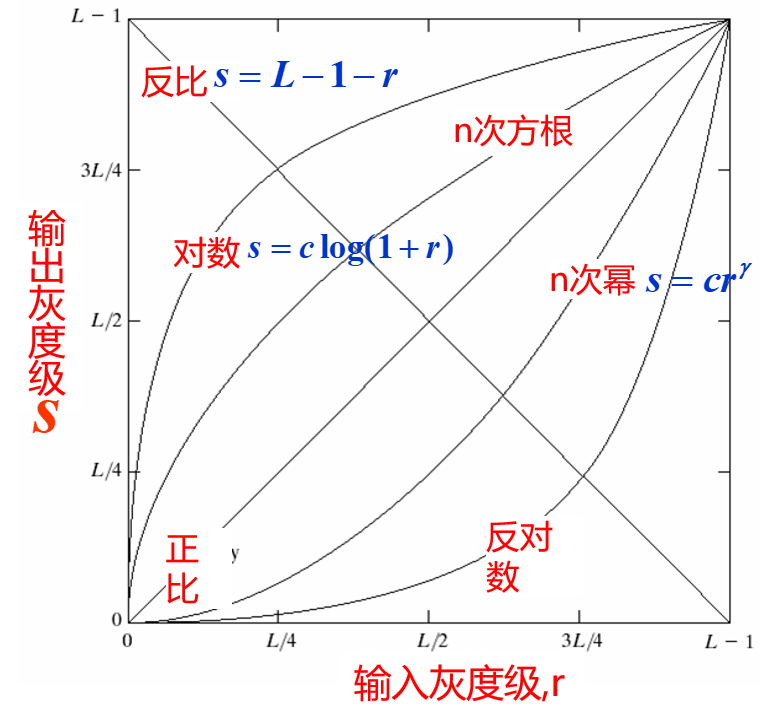 L − 1
反比 s = L − 1 − r
n次方根
3L/4
对数 s = c log(1 + r)
n次幂 s = crᵞ
输出灰度级
s
L/2
L/4
反对数
正比
y
0
0
L/4
L/2
3L/4
L − 1
输入灰度级,r